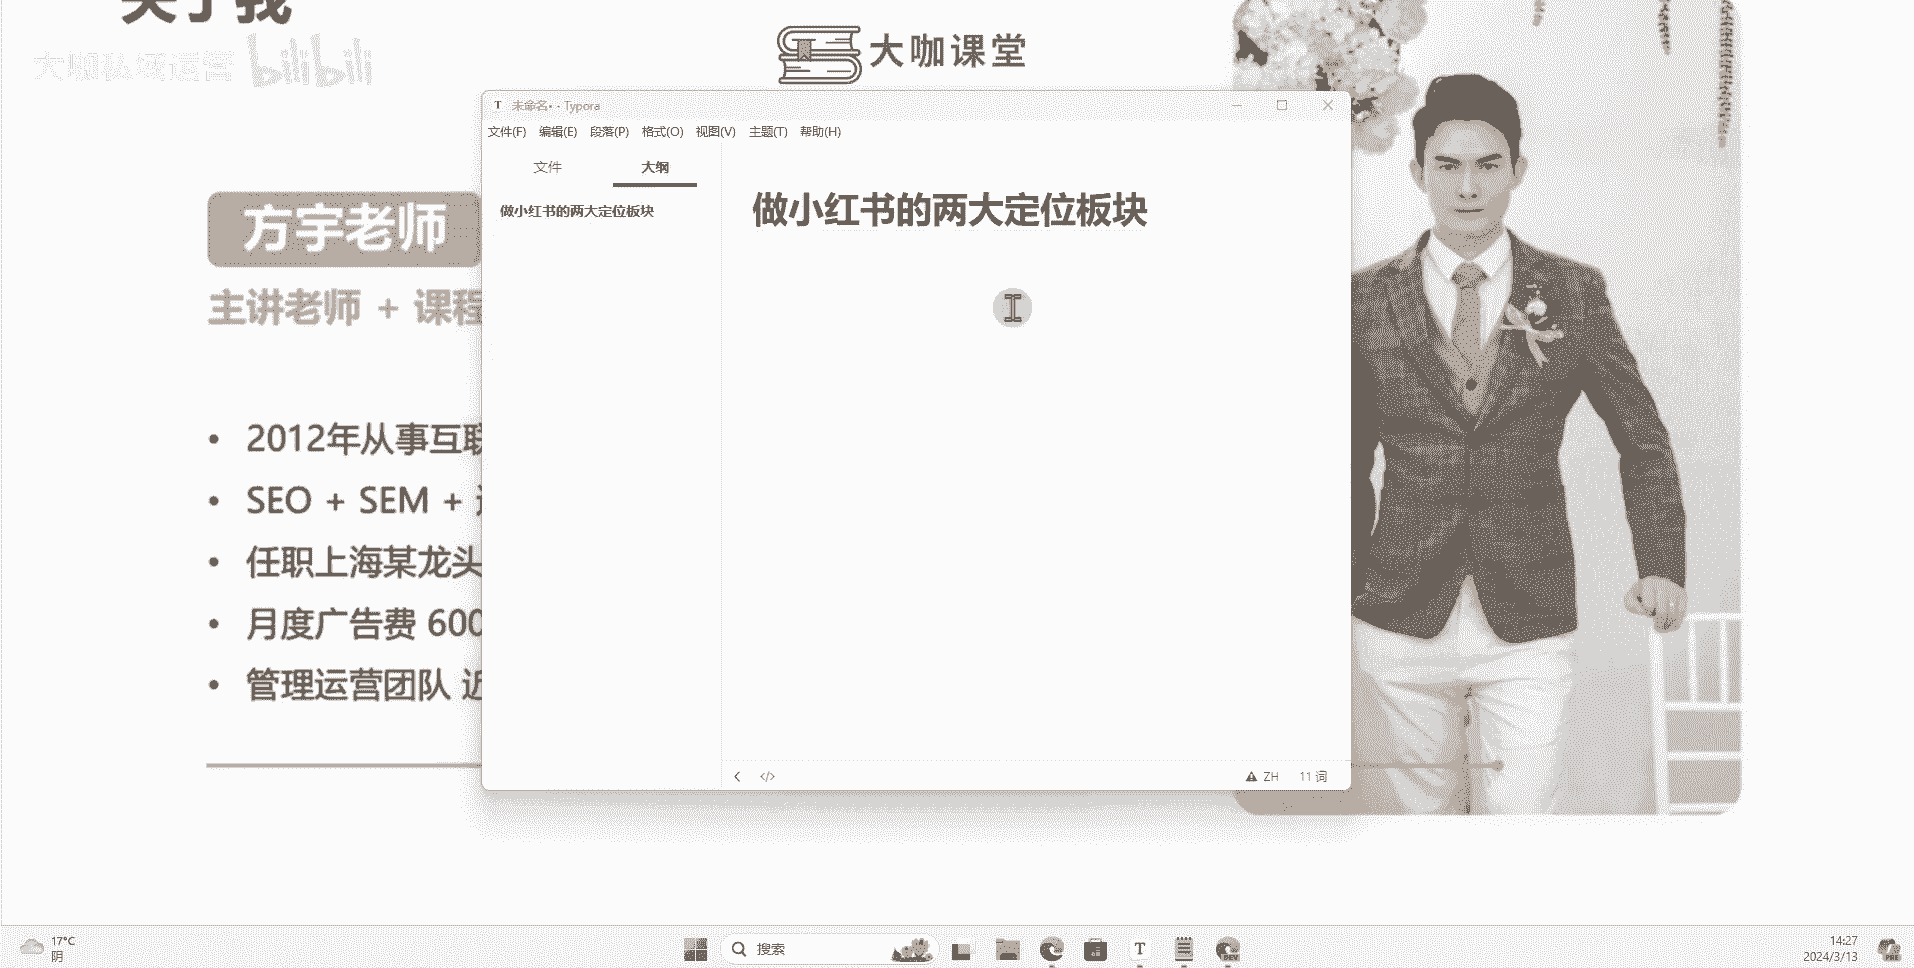 关于我
大咖私域运营 bilibili
大咖课堂
未命名• - Typora
文件(F) 编辑(E) 段落(P) 格式(O) 视图(V) 主题(T) 帮助(H)
文件 大纲
做小红书的两大定位板块
做小红书的两大定位板块
方宇老师
主讲老师 + 课程
2012年从事互联
SEO + SEM +
任职上海某龙头
月度广告费 600
管理运营团队 近
ZH 11 词
17°C
阴
搜索
DEV
14:27
2024/3/13
PRE